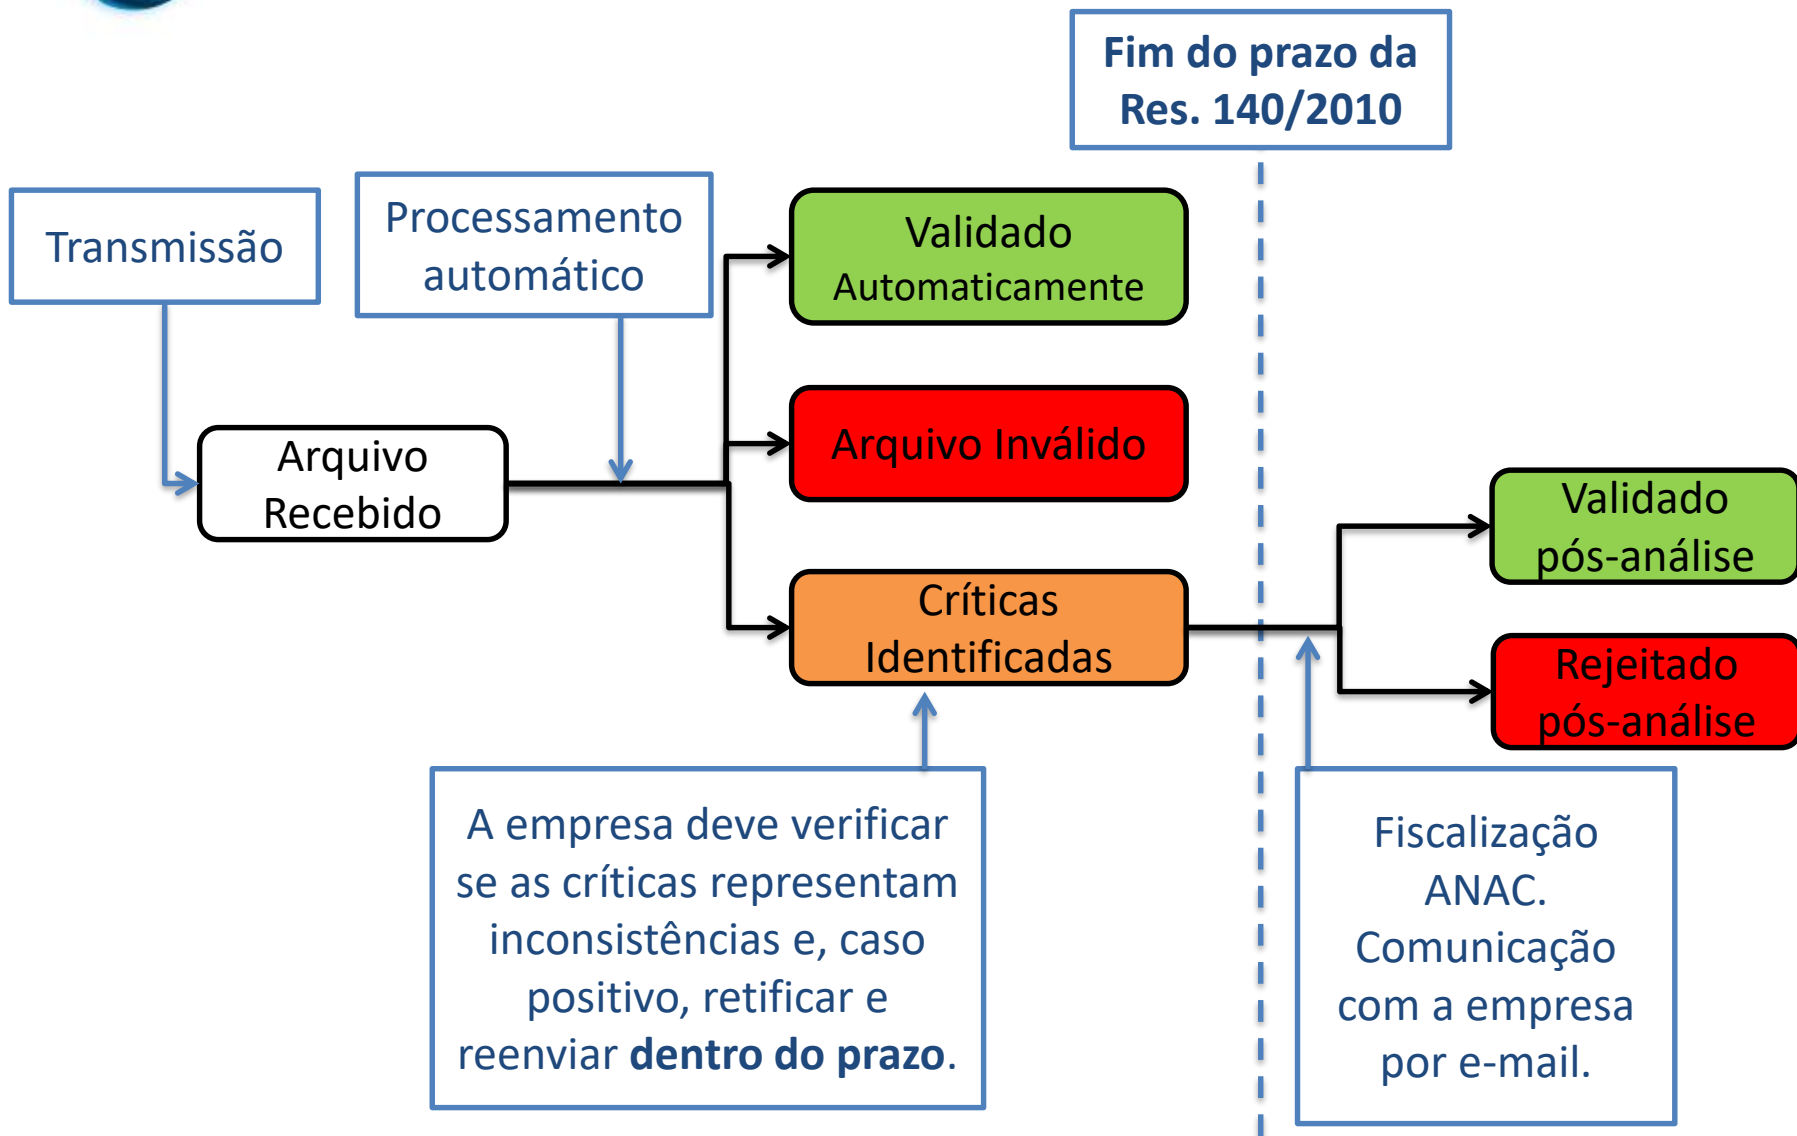 Fim do prazo da
Res. 140/2010
Transmissão
Processamento
automático
Validado
Automaticamente
Arquivo Inválido
Arquivo
Recebido
Críticas
Identificadas
Validado
pós-análise
Rejeitado
pós-análise
A empresa deve verificar
se as críticas representam
inconsistências e, caso
positivo, retificar e
reenviar dentro do prazo.
Fiscalização
ANAC.
Comunicação
com a empresa
por e-mail.